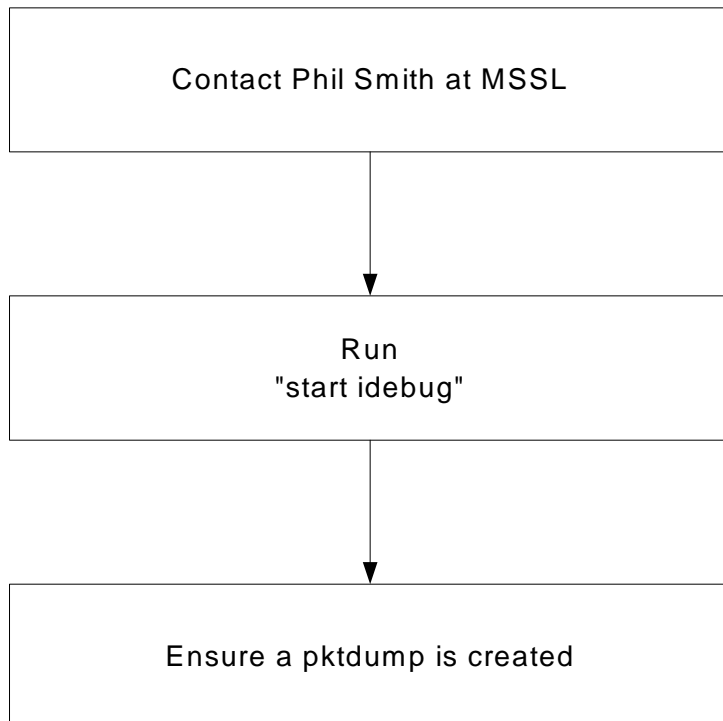 Contact Phil Smith at MSSL
Run
"start idebug"
Ensure a pktdump is created